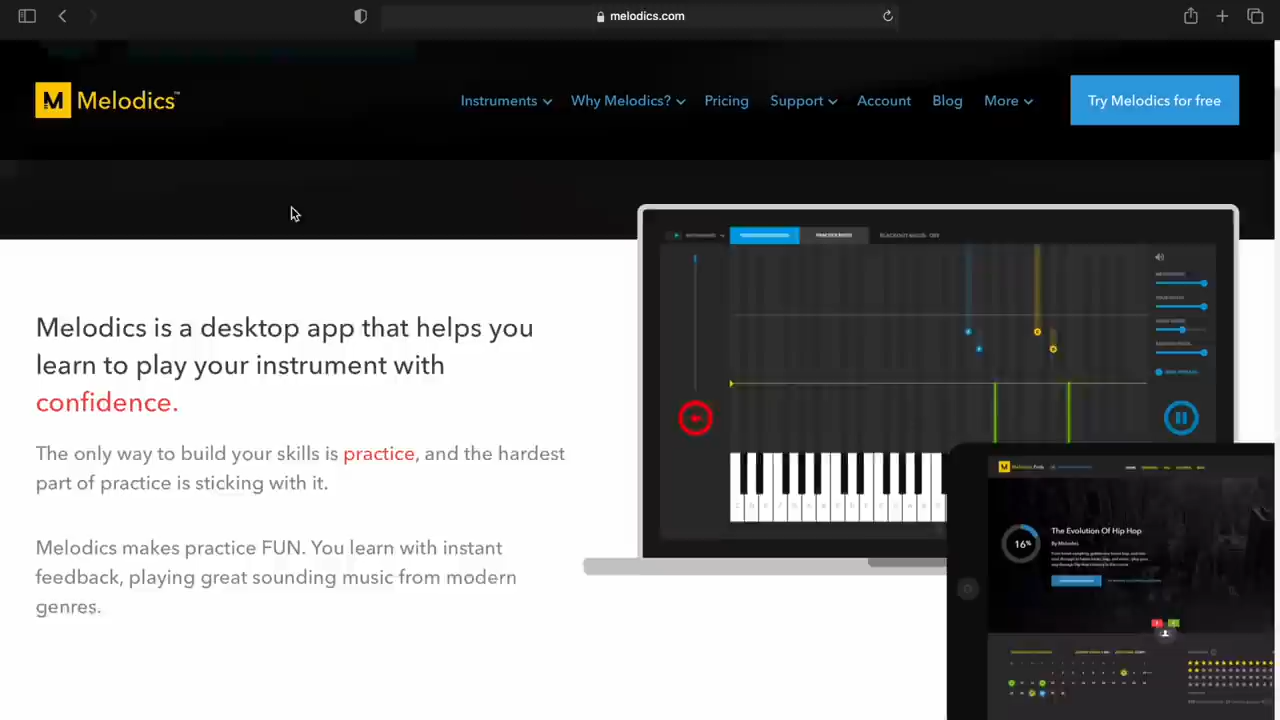 melodics.com
Melodics™
Instruments
Why Melodics?
Pricing
Support
Account
Blog
More
Try Melodics for free
Melodics is a desktop app that helps you
learn to play your instrument with
confidence.
The only way to build your skills is practice, and the hardest
part of practice is sticking with it.
Melodics makes practice FUN. You learn with instant
feedback, playing great sounding music from modern
genres.
The Evolution Of Hip Hop
By Melodics
16%